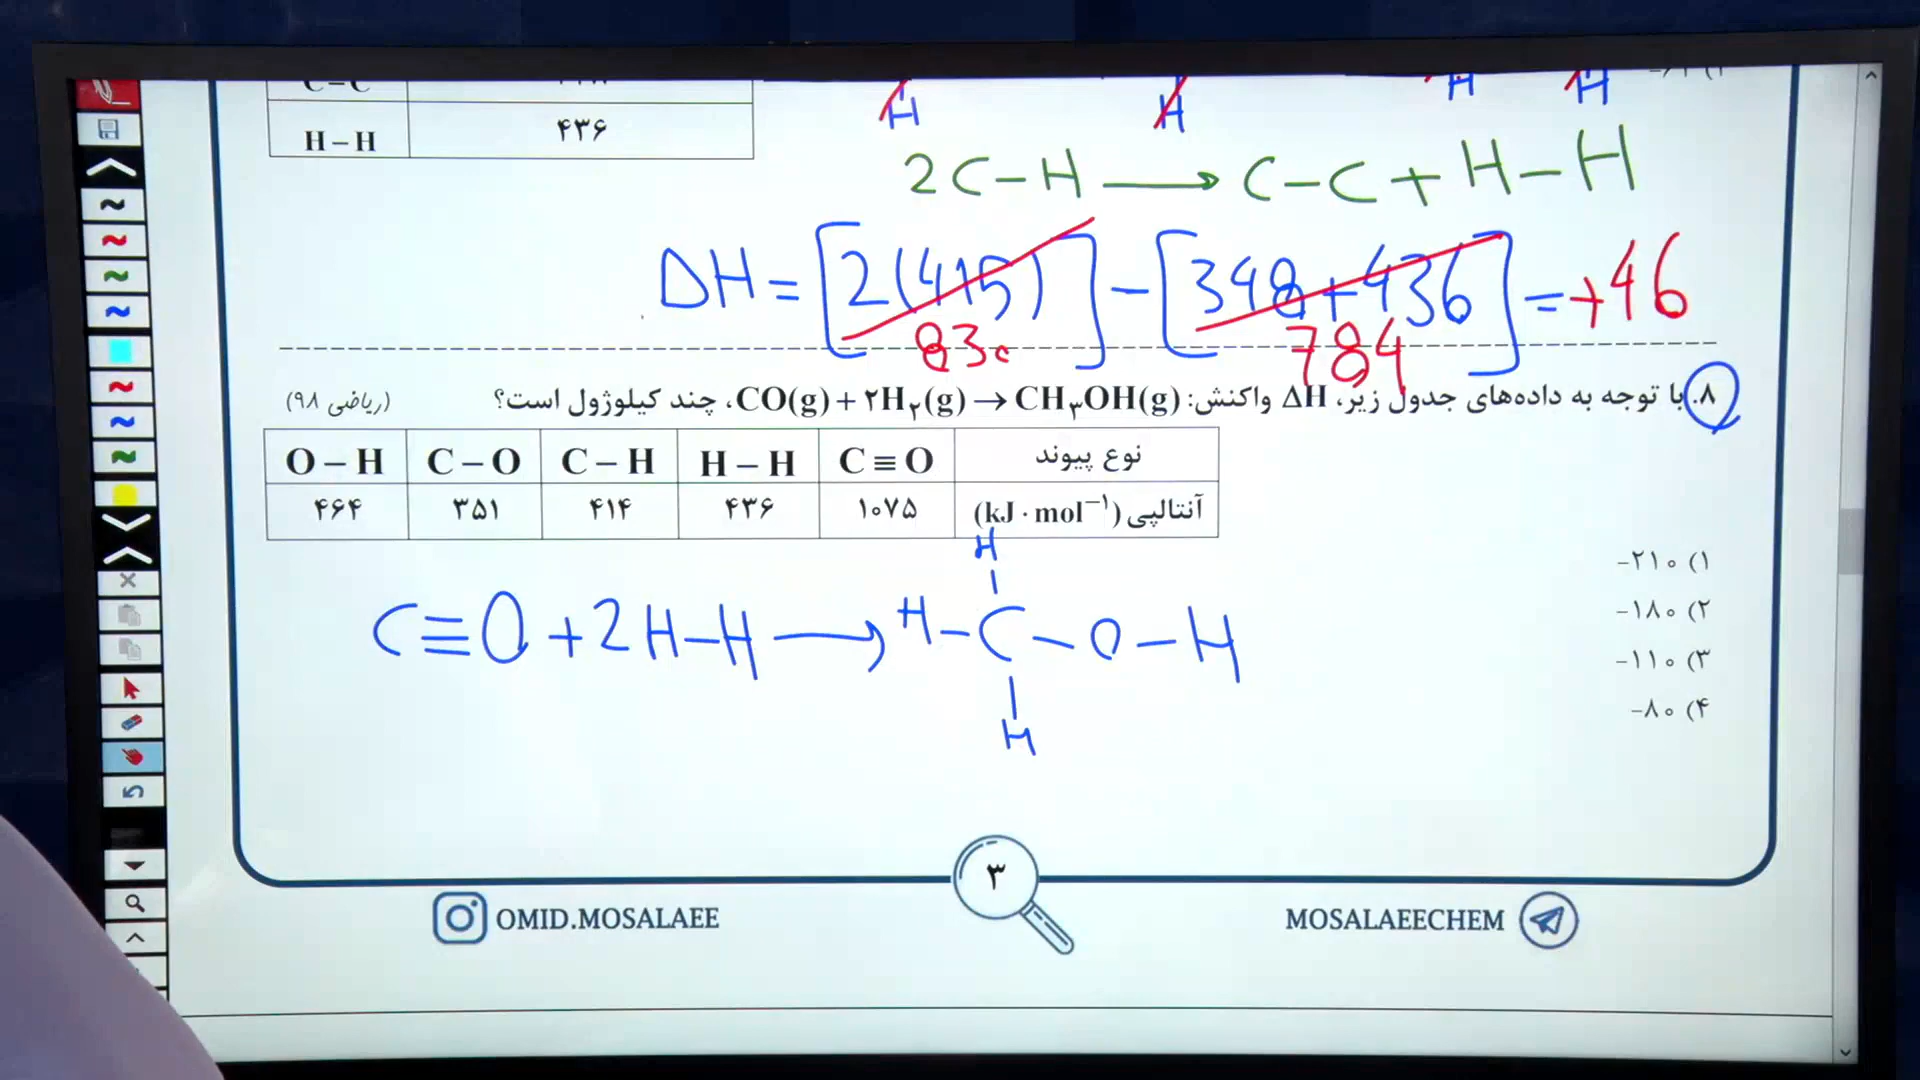 C-C
H-H ۴۳۶
H H H H
2C-H → C-C + H-H
ΔH = [2(415)] - [348+436] = +46
830 784
۸. با توجه به داده‌های جدول زیر، ΔH واکنش: CO(g) + ۲H₂(g) → CH₃OH(g)، چند کیلوژول است؟ (ریاضی ۹۸)
نوع پیوند C≡O H-H C-H C-O O-H
آنتالپی (kJ·mol⁻¹) ۱۰۷۵ ۴۳۶ ۴۱۴ ۳۵۱ ۴۶۴
۱) ۲۱۰-
۲) ۱۸۰-
۳) ۱۱۰-
۴) ۸۰-
H
C≡O + 2H-H → H-C-O-H
H
۳
OMID.MOSALAEE
MOSALAEECHEM